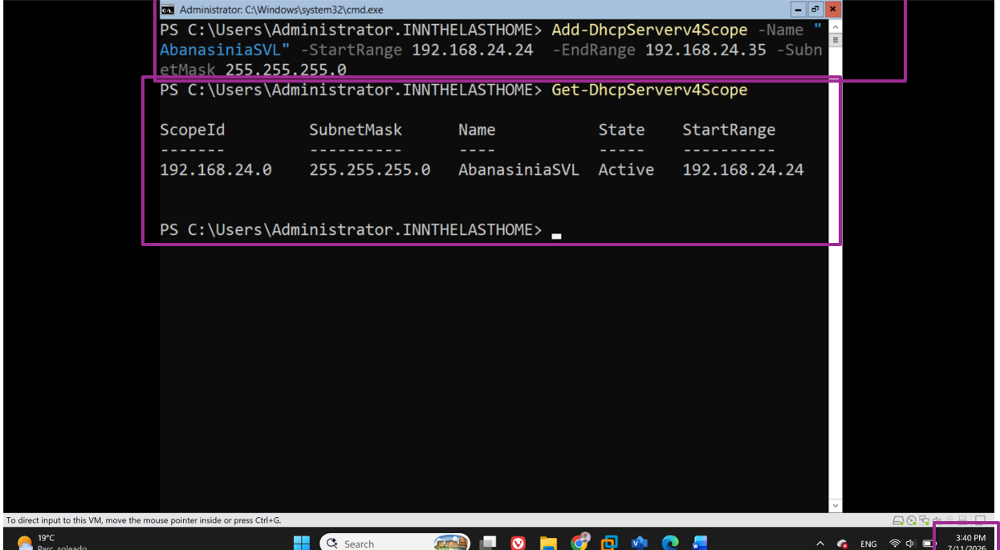 Administrator: C:\Windows\system32\cmd.exe
PS C:\Users\Administrator.INNTHELASTHOME> Add-DhcpServerv4Scope -Name "
AbanasiniaSVL" -StartRange 192.168.24.24  -EndRange 192.168.24.35 -Subn
etMask 255.255.255.0
PS C:\Users\Administrator.INNTHELASTHOME> Get-DhcpServerv4Scope
ScopeId SubnetMask Name State StartRange
------- ---------- ---- ----- ----------
192.168.24.0 255.255.255.0 AbanasiniaSVL Active 192.168.24.24
PS C:\Users\Administrator.INNTHELASTHOME>
To direct input to this VM, move the mouse pointer inside or press Ctrl+G.
19°C
Parc. soleado
Search
ENG
3:40 PM
7/11/2026